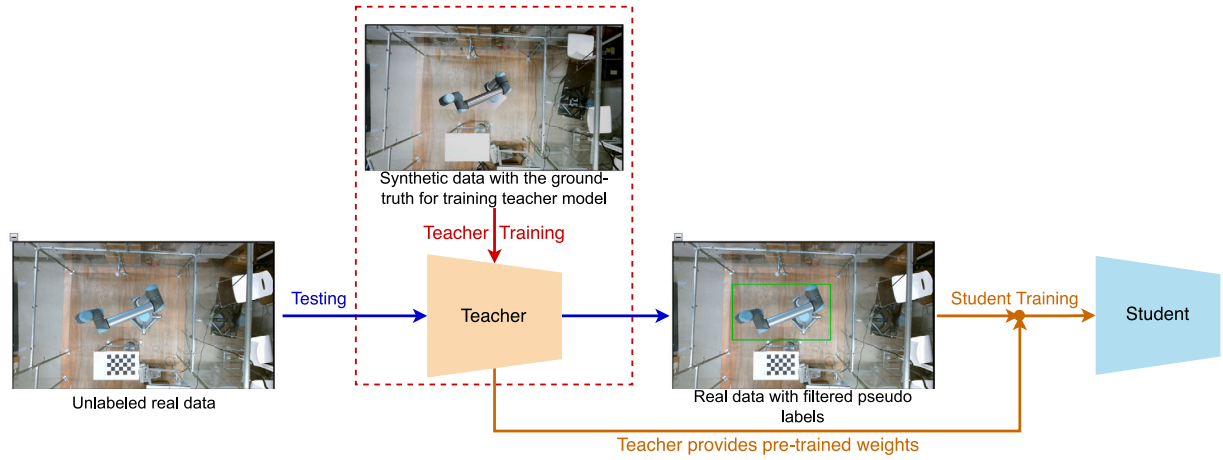 Synthetic data with the ground-
truth for training teacher model
Teacher Training
Testing
Teacher
Student Training
Student
Unlabeled real data
Real data with filtered pseudo
labels
Teacher provides pre-trained weights